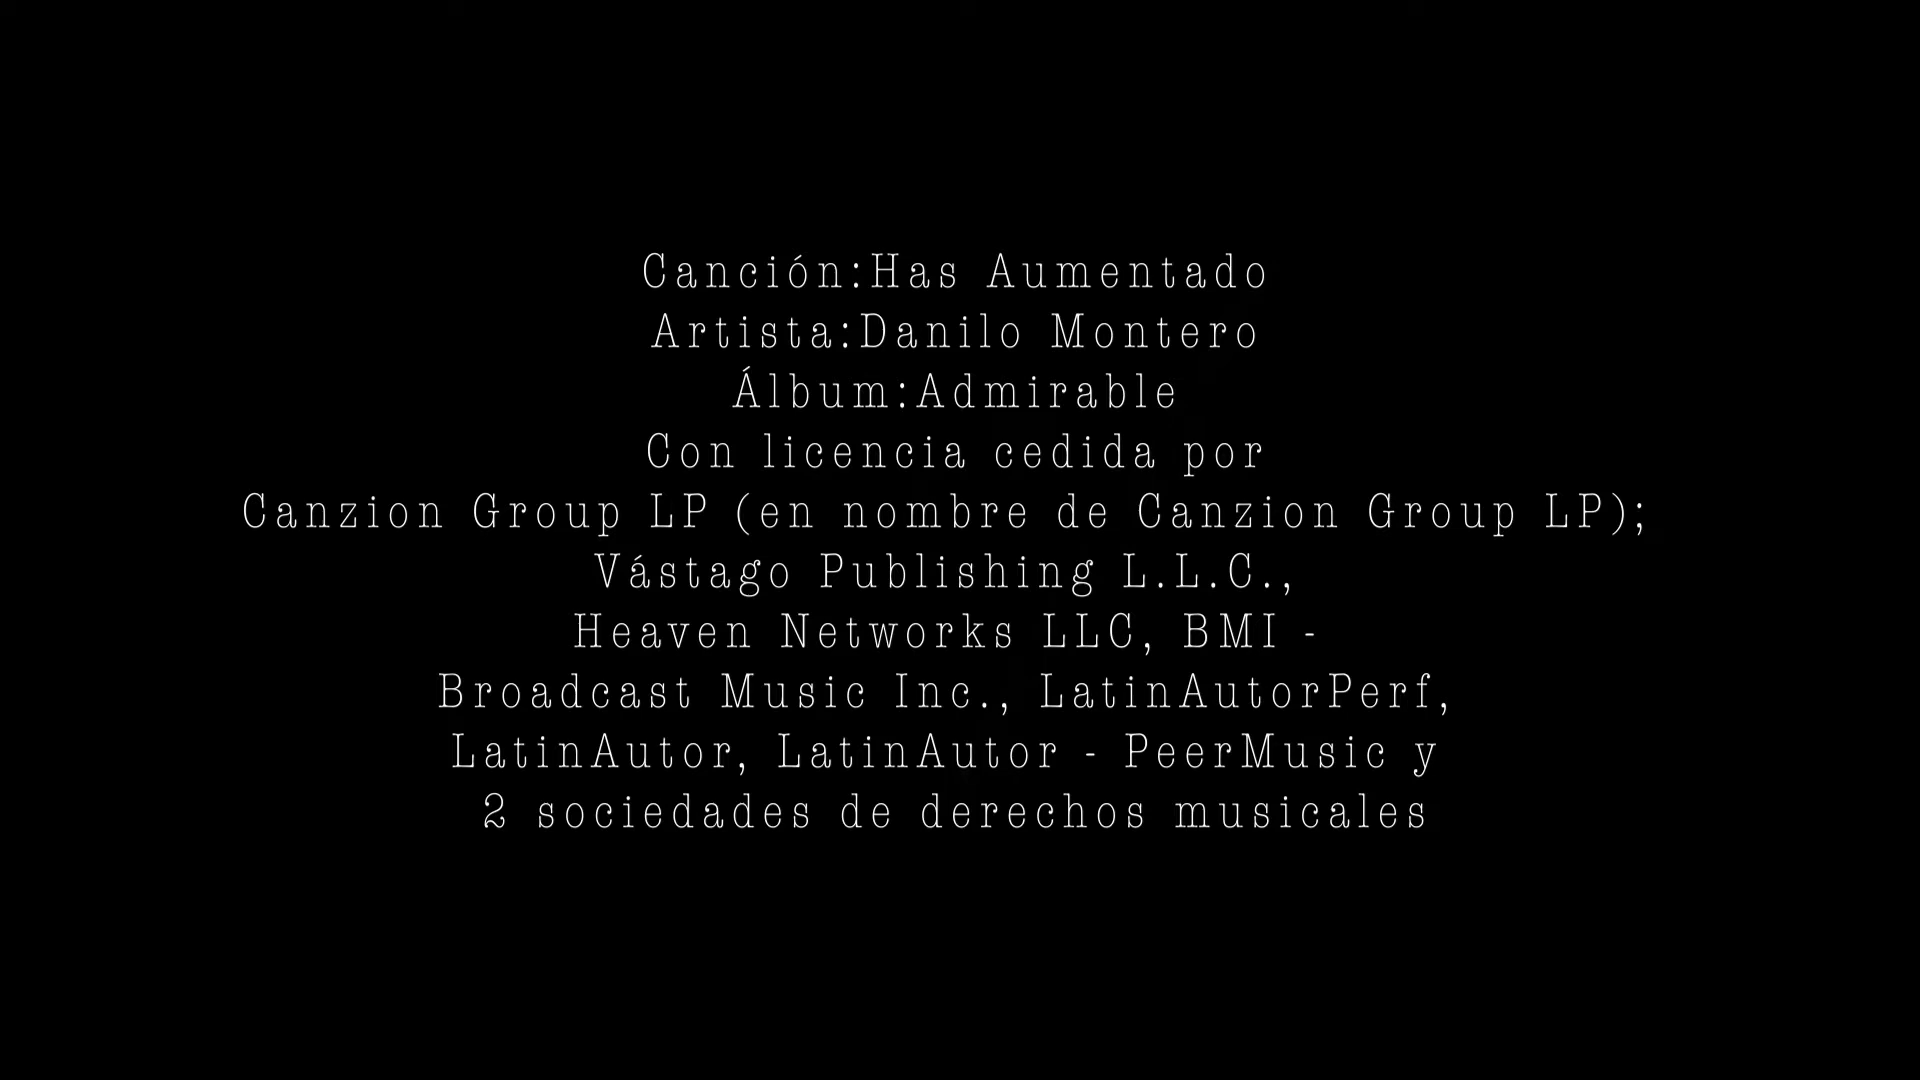 Canción:Has Aumentado
Artista:Danilo Montero
Álbum:Admirable
Con licencia cedida por
Canzion Group LP (en nombre de Canzion Group LP);
Vástago Publishing L.L.C.,
Heaven Networks LLC, BMI -
Broadcast Music Inc., LatinAutorPerf,
LatinAutor, LatinAutor - PeerMusic y
2 sociedades de derechos musicales